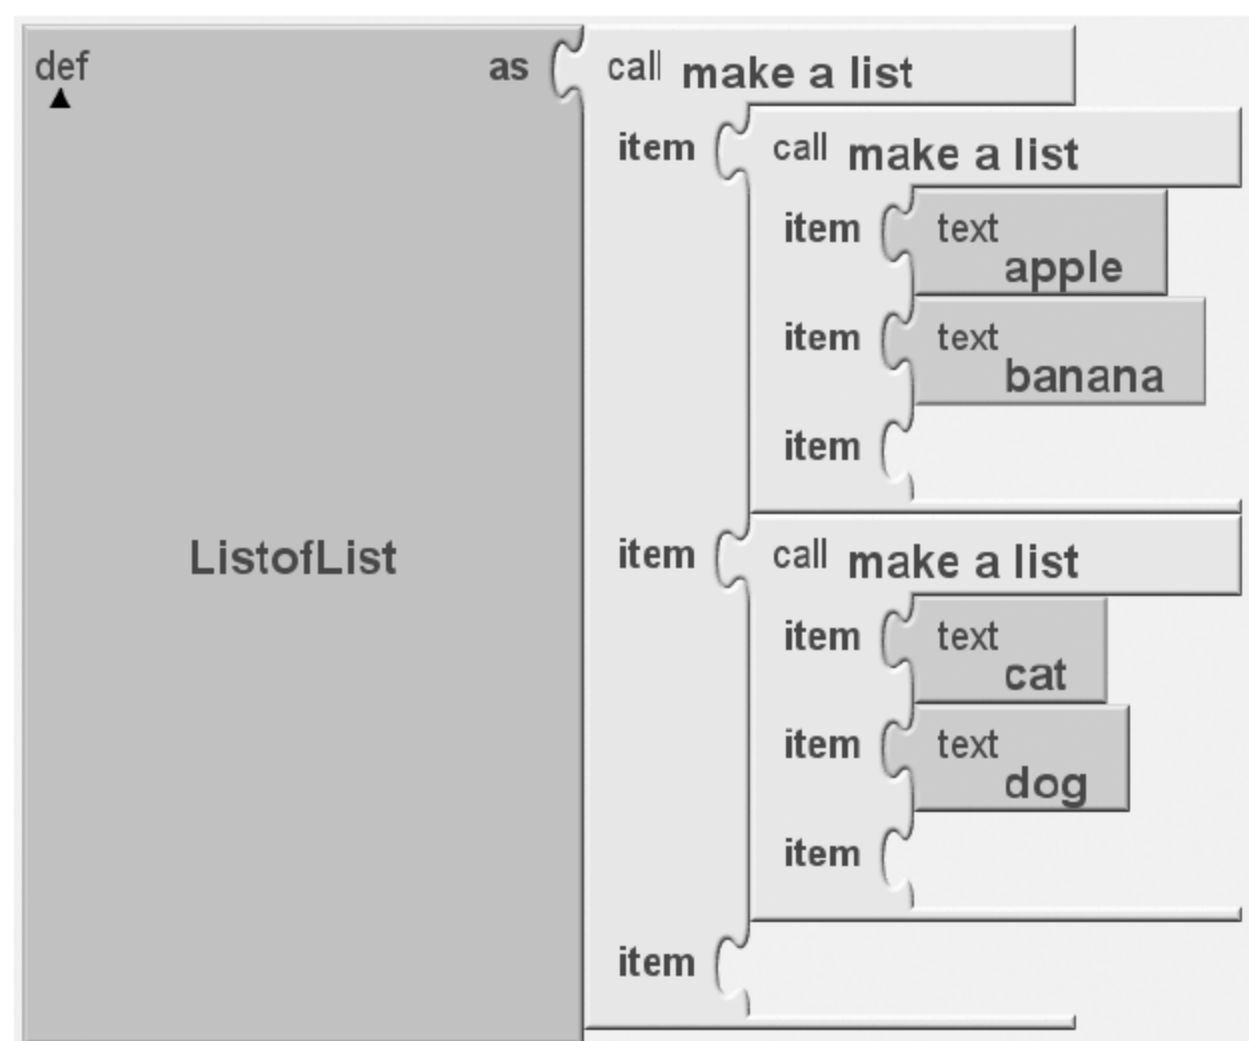 def as call make a list
item call make a list
item text
apple
item text
banana
item
ListofList
item call make a list
item text
cat
item text
dog
item
item